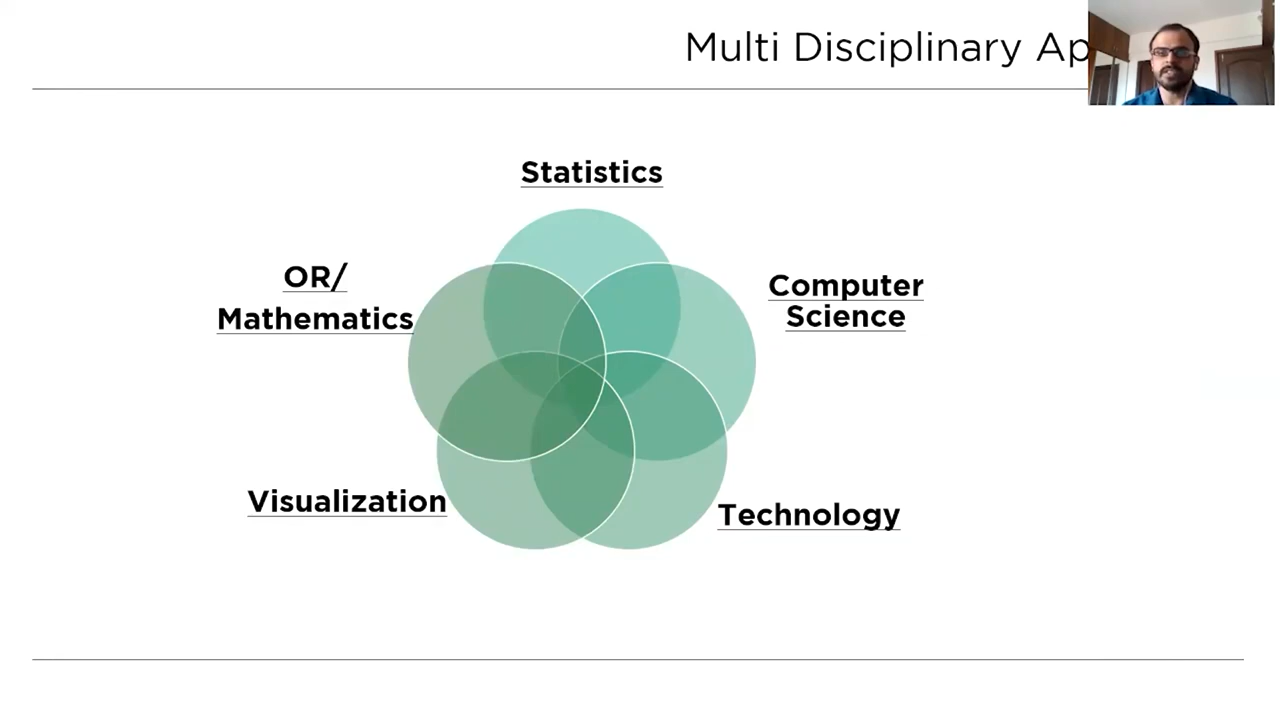 Multi Disciplinary Ap
Statistics
OR/
Mathematics
Computer
Science
Visualization
Technology